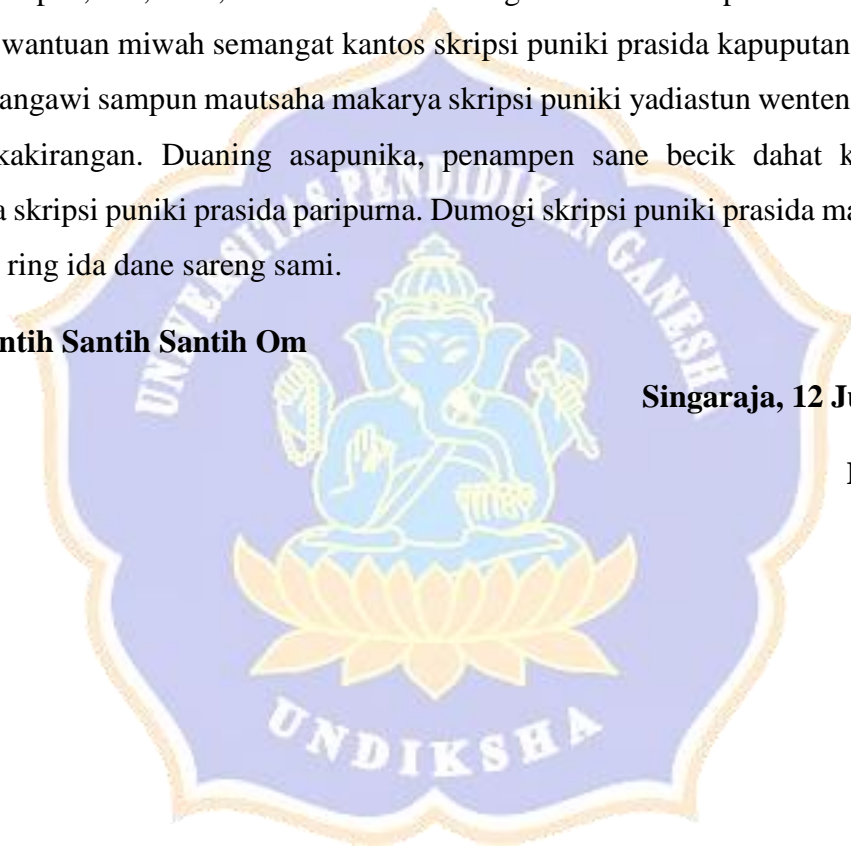 wantuan miwah semangat kantos skripsi puniki prasida kapuputan
angawi sampun mautsaha makarya skripsi puniki yadiastun wenten
kakirangan. Duaning asapunika, penampen sane becik dahat k
a skripsi puniki prasida paripurna. Dumogi skripsi puniki prasida ma
ring ida dane sareng sami.
ntih Santih Santih Om
Singaraja, 12 Ju
UNIVERSITAS PENDIDIKAN GANESHA
UNDIKSHA